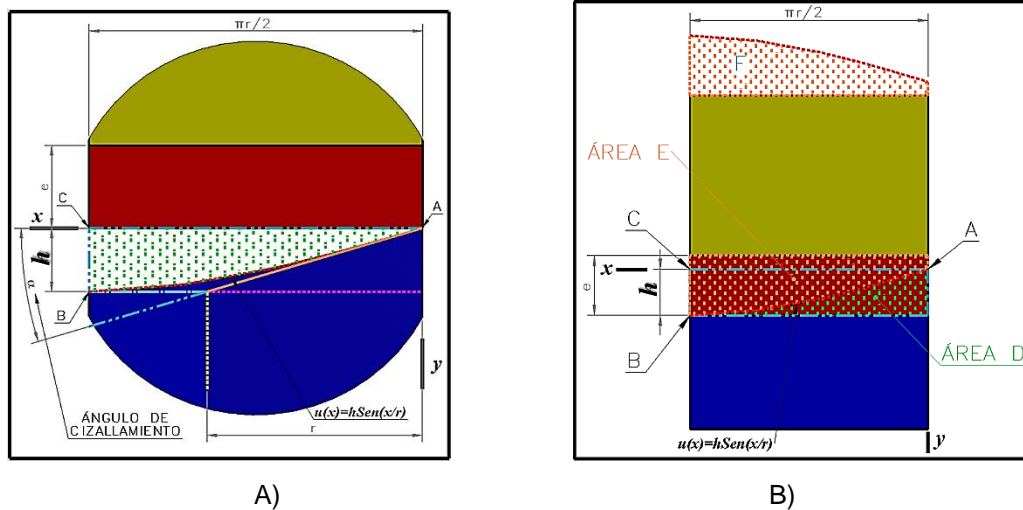 πr/2
e
C
x
A
h
a
B
y
ÁNGULO DE
CIZALLAMIENTO
u(x)=hSen(x/r)
r
A)
πr/2
F
ÁREA E
C
A
x
e
h
B
ÁREA D
u(x)=hSen(x/r)
y
B)